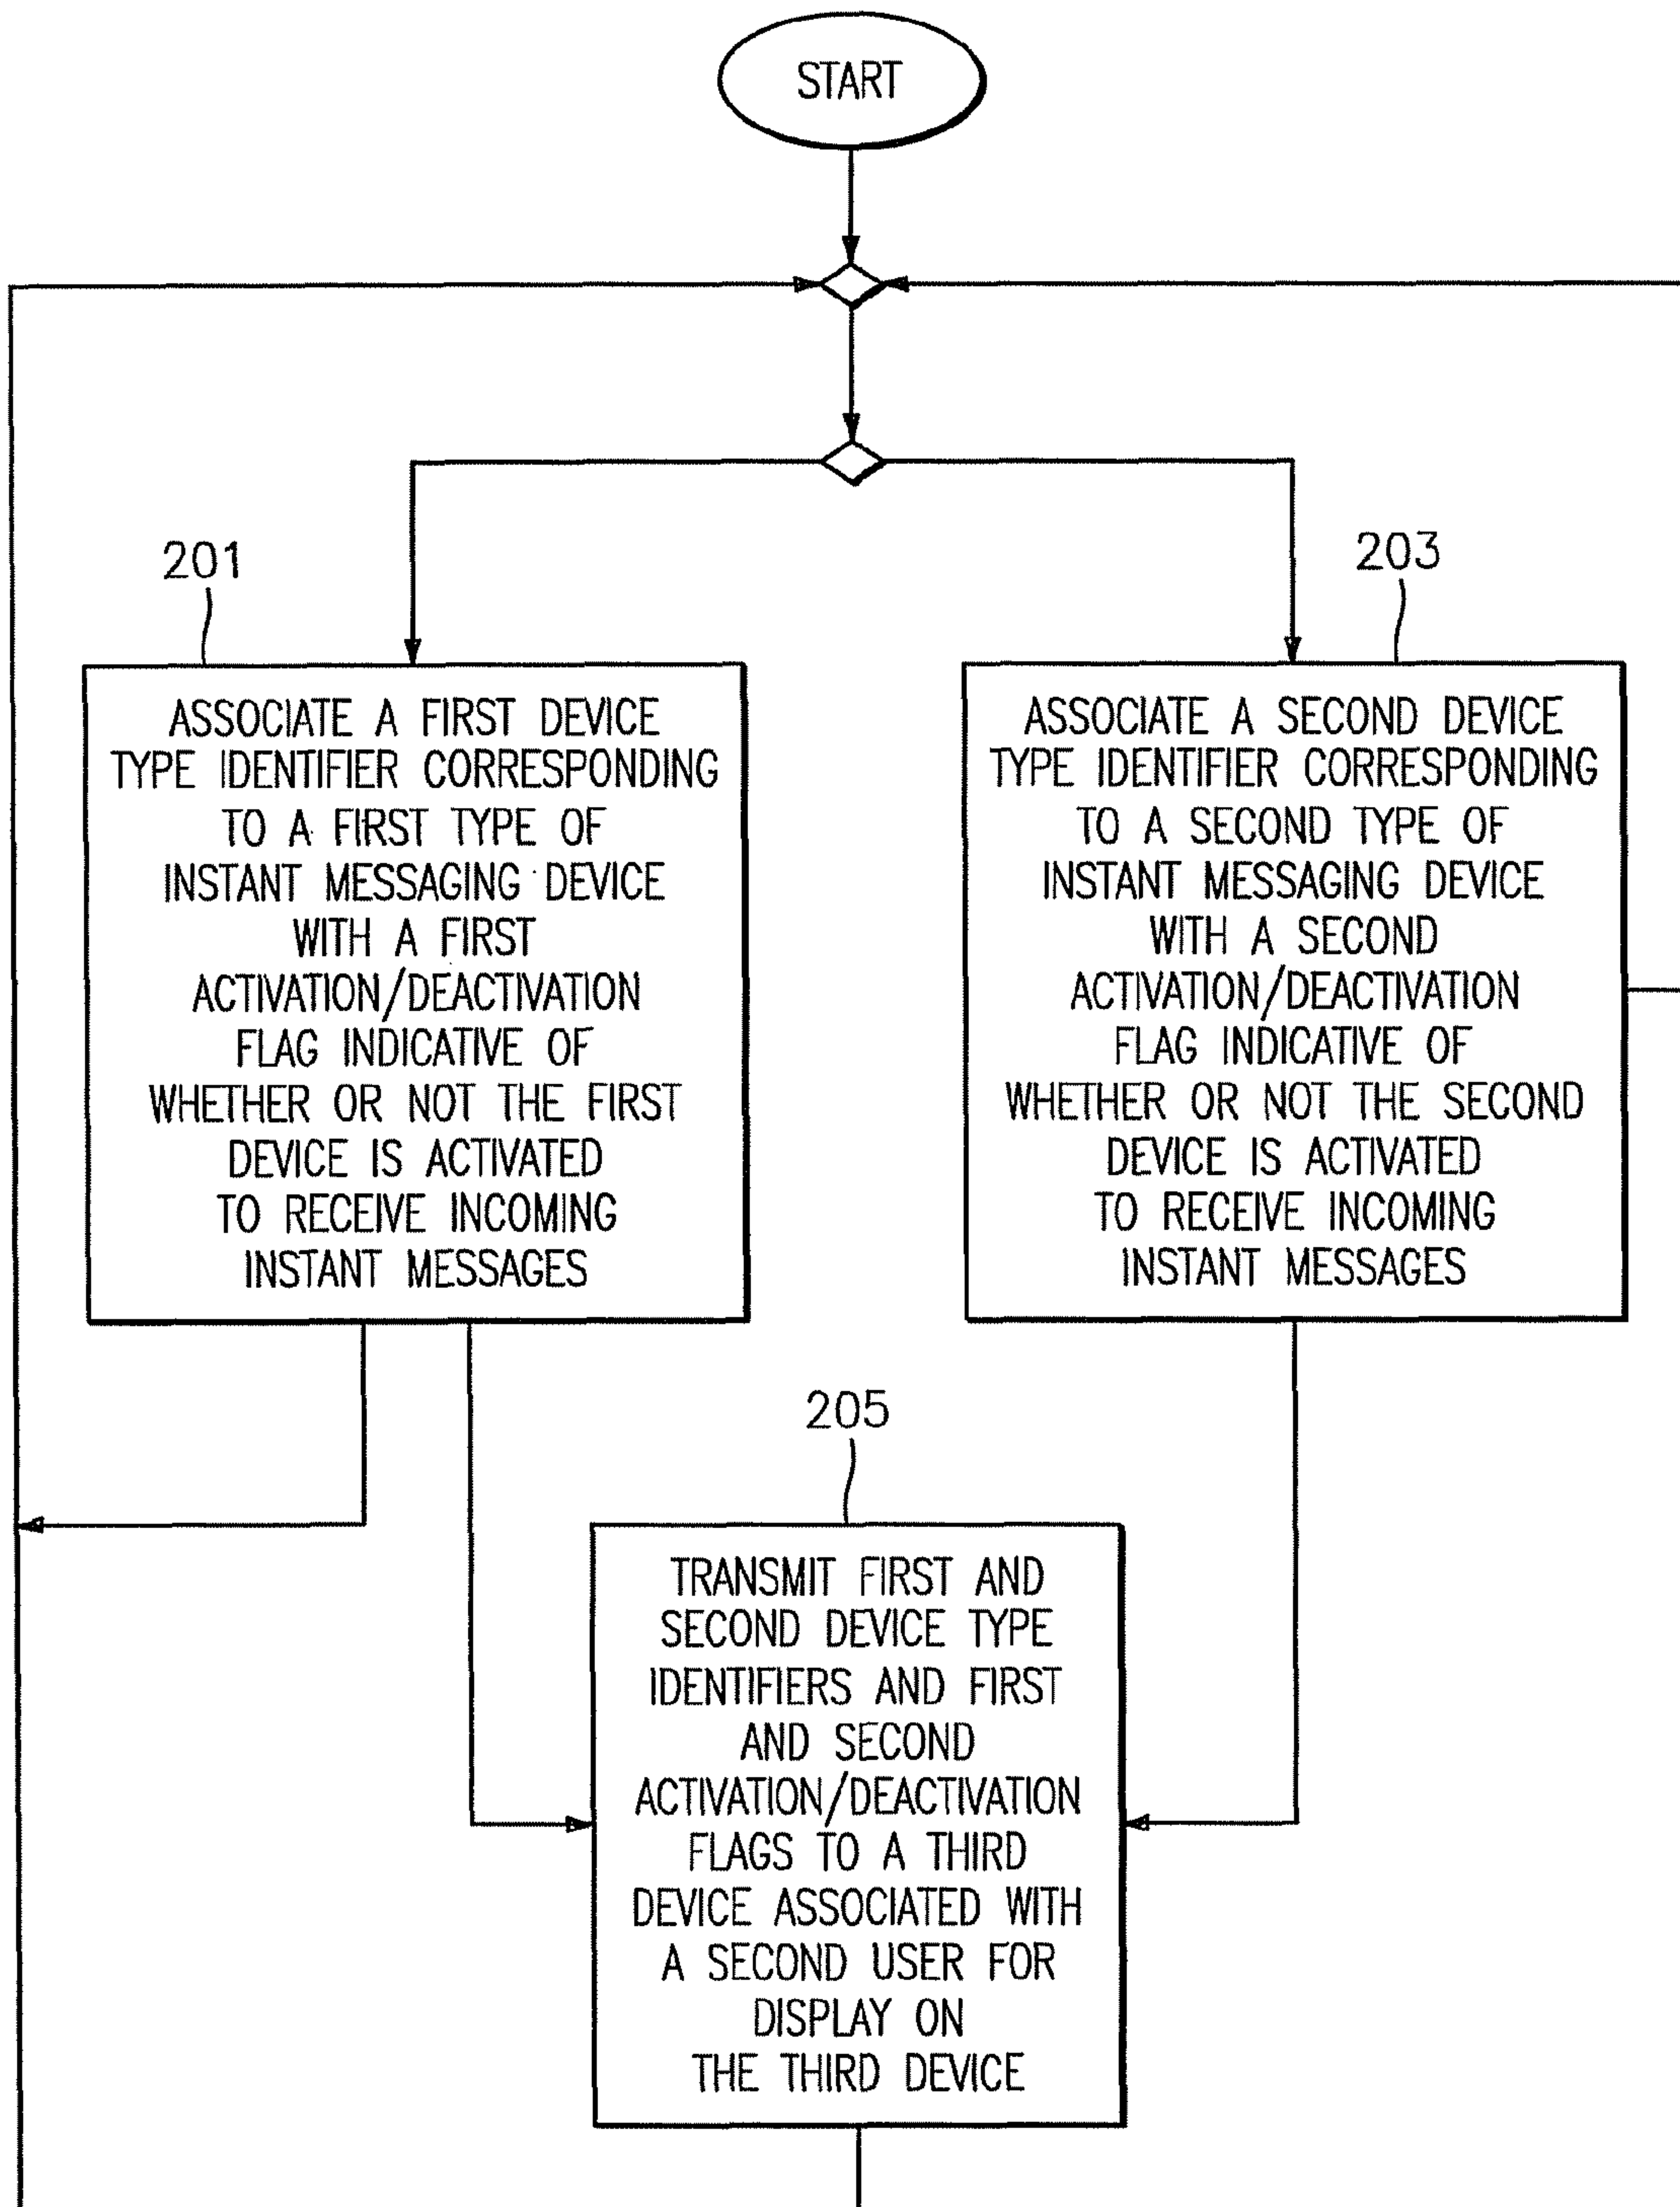 START
201
ASSOCIATE A FIRST DEVICE
TYPE IDENTIFIER CORRESPONDING
TO A FIRST TYPE OF
INSTANT MESSAGING DEVICE
WITH A FIRST
ACTIVATION/DEACTIVATION
FLAG INDICATIVE OF
WHETHER OR NOT THE FIRST
DEVICE IS ACTIVATED
TO RECEIVE INCOMING
INSTANT MESSAGES
203
ASSOCIATE A SECOND DEVICE
TYPE IDENTIFIER CORRESPONDING
TO A SECOND TYPE OF
INSTANT MESSAGING DEVICE
WITH A SECOND
ACTIVATION/DEACTIVATION
FLAG INDICATIVE OF
WHETHER OR NOT THE SECOND
DEVICE IS ACTIVATED
TO RECEIVE INCOMING
INSTANT MESSAGES
205
TRANSMIT FIRST AND
SECOND DEVICE TYPE
IDENTIFIERS AND FIRST
AND SECOND
ACTIVATION/DEACTIVATION
FLAGS TO A THIRD
DEVICE ASSOCIATED WITH
A SECOND USER FOR
DISPLAY ON
THE THIRD DEVICE